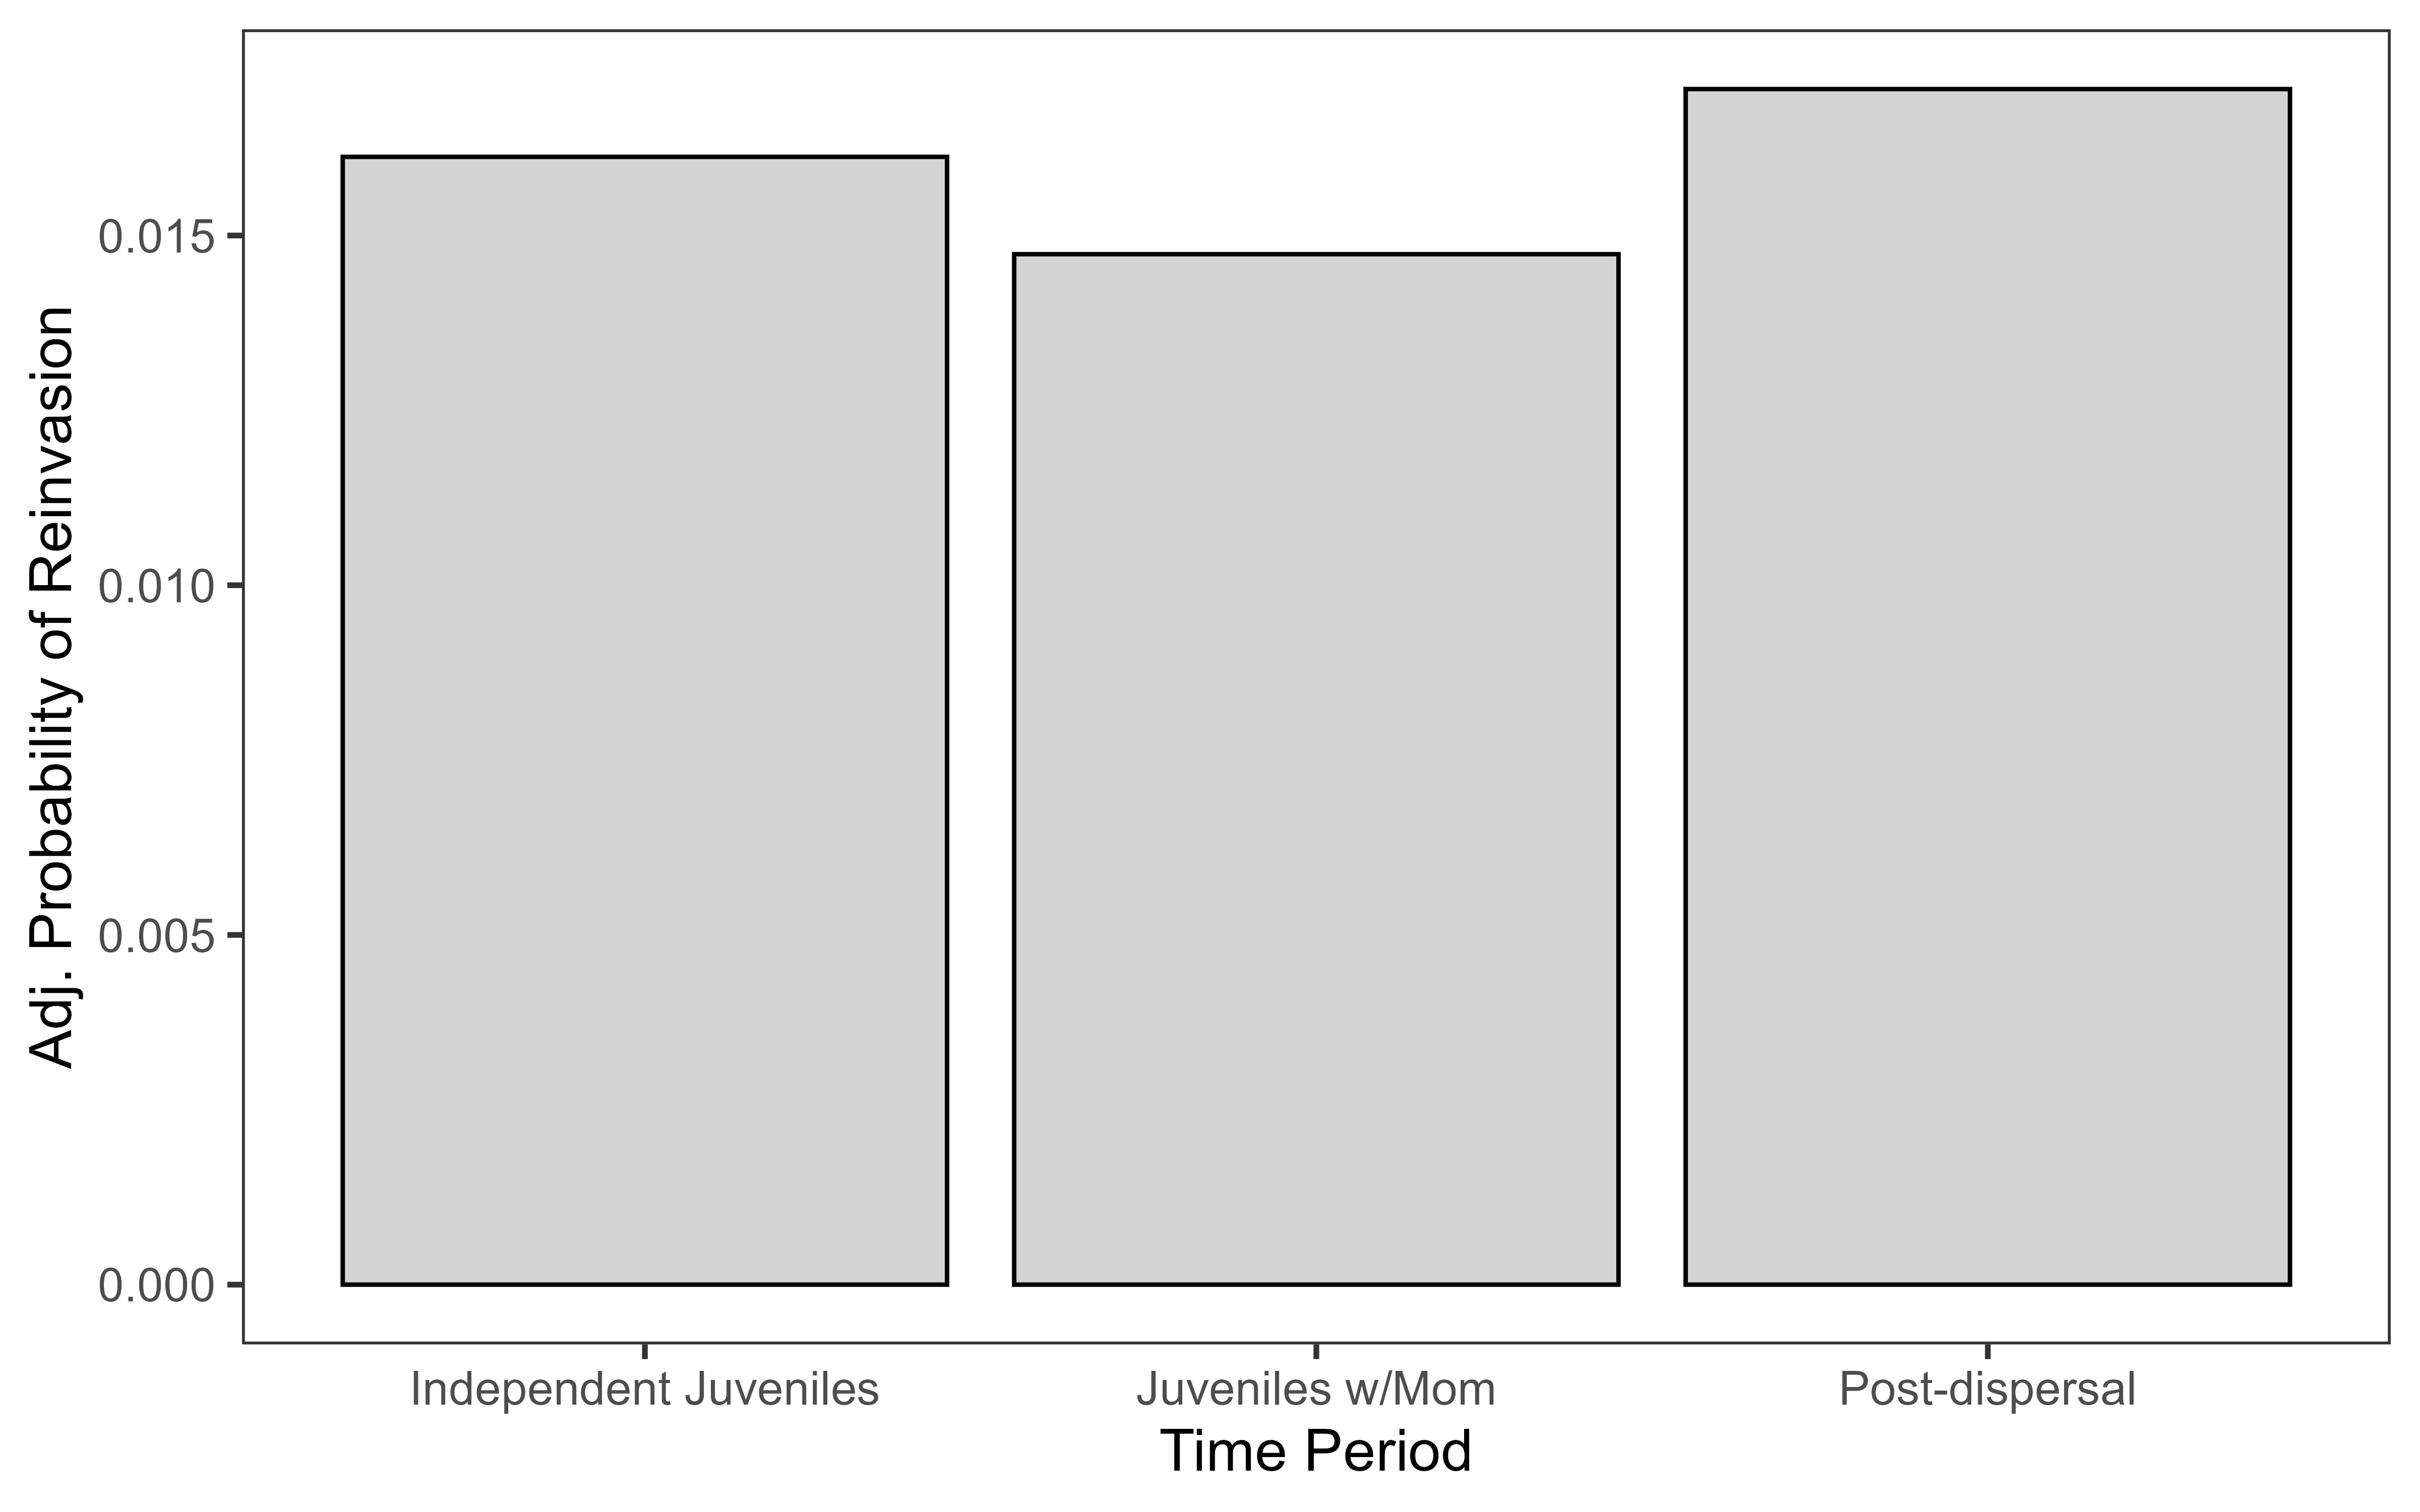 Adj. Probability of Reinvasion
0.015
0.010
0.005
0.000
Independent Juveniles
Juveniles w/Mom
Post-dispersal
Time Period